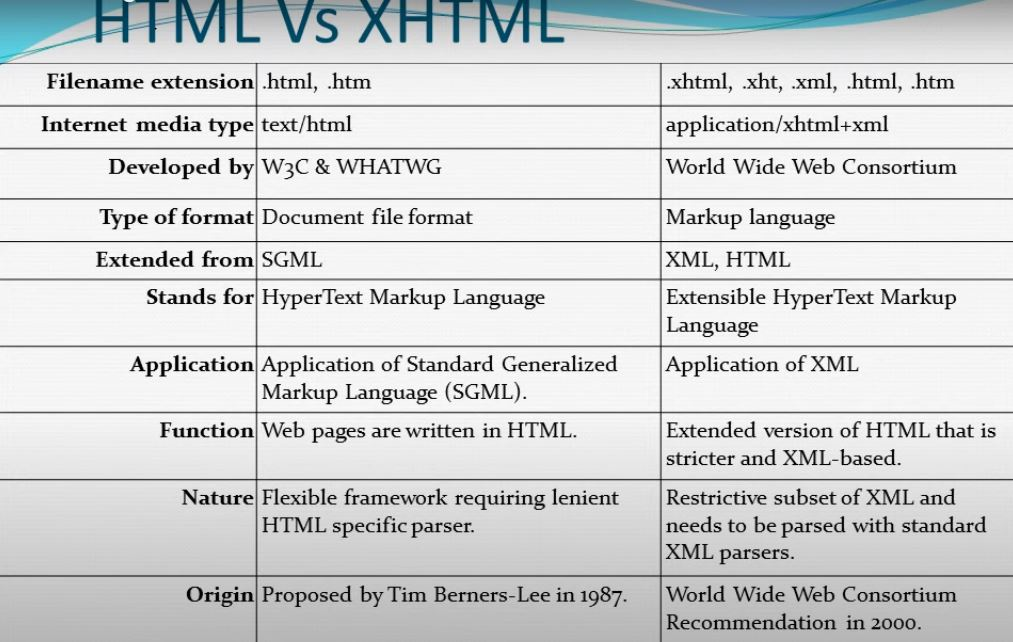 HTML Vs XHTML
Filename extension .html, .htm .xhtml, .xht, .xml, .html, .htm
Internet media type text/html application/xhtml+xml
Developed by W3C & WHATWG World Wide Web Consortium
Type of format Document file format Markup language
Extended from SGML XML, HTML
Stands for HyperText Markup Language Extensible HyperText Markup
Language
Application Application of Standard Generalized Application of XML
Markup Language (SGML).
Function Web pages are written in HTML. Extended version of HTML that is
stricter and XML-based.
Nature Flexible framework requiring lenient Restrictive subset of XML and
HTML specific parser. needs to be parsed with standard
XML parsers.
Origin Proposed by Tim Berners-Lee in 1987. World Wide Web Consortium
Recommendation in 2000.